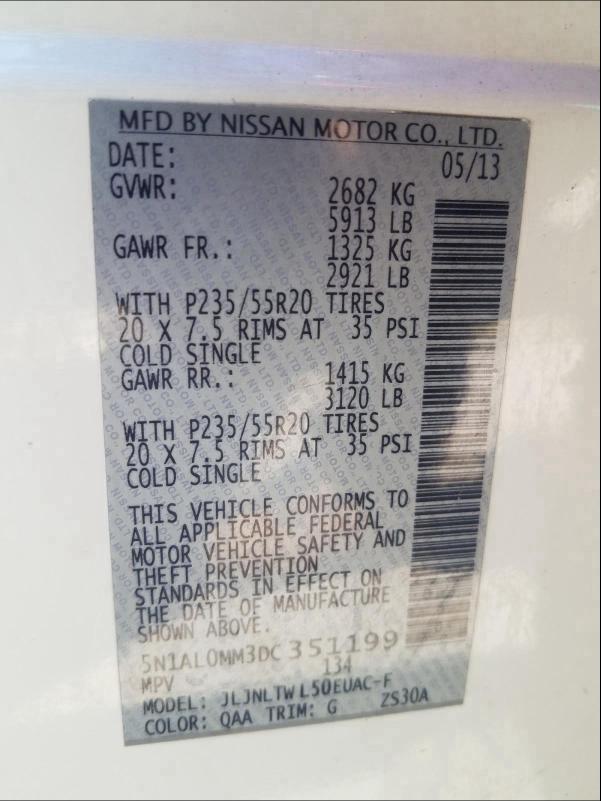 MFD BY NISSAN MOTOR CO., LTD.
DATE: 05/13
GVWR: 2682 KG
5913 LB
GAWR FR.: 1325 KG
2921 LB
WITH P235/55R20 TIRES
20 X 7.5 RIMS AT 35 PSI
COLD SINGLE
GAWR RR.: 1415 KG
3120 LB
WITH P235/55R20 TIRES
20 X 7.5 RIMS AT 35 PSI
COLD SINGLE
THIS VEHICLE CONFORMS TO
ALL APPLICABLE FEDERAL
MOTOR VEHICLE SAFETY AND
THEFT PREVENTION
STANDARDS IN EFFECT ON
THE DATE OF MANUFACTURE
SHOWN ABOVE.
5N1AL0MM3DC351199
MPV 134
MODEL: JLJNLTWL50EUAC-F
COLOR: QAA TRIM: G ZS30A